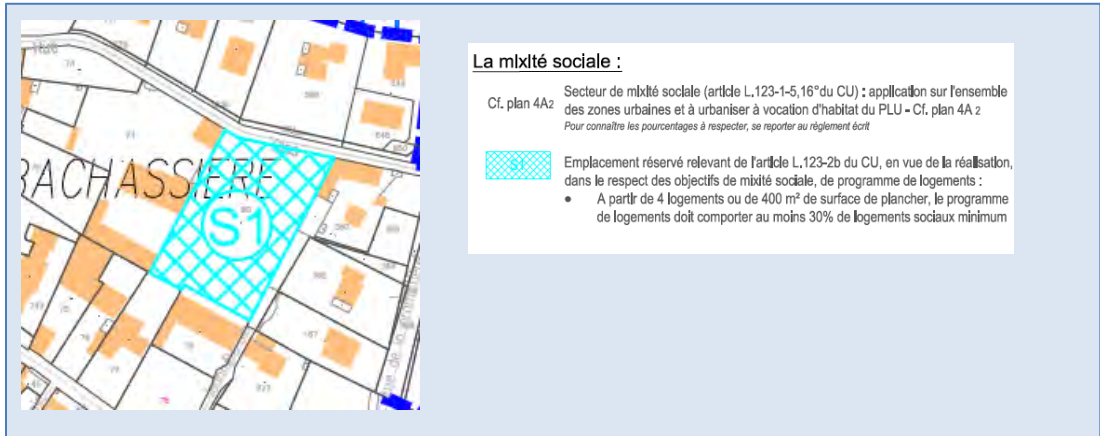 Rue
BACHASSIERE
S1
La mixité sociale :
Cf. plan 4A2
Secteur de mixité sociale (article L.123-1-5,16°du CU) : application sur l'ensemble
des zones urbaines et à urbaniser à vocation d'habitat du PLU - Cf. plan 4A 2
Pour connaître les pourcentages à respecter, se reporter au règlement écrit
S1
Emplacement réservé relevant de l'article L.123-2b du CU, en vue de la réalisation,
dans le respect des objectifs de mixité sociale, de programme de logements :
• A partir de 4 logements ou de 400 m² de surface de plancher, le programme
de logements doit comporter au moins 30% de logements sociaux minimum